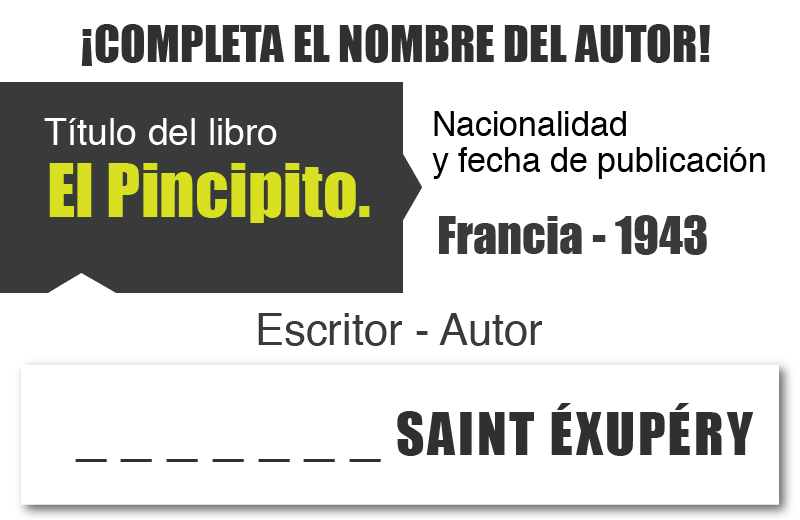 ¡COMPLETA EL NOMBRE DEL AUTOR!
Título del libro
El Pincipito.
Nacionalidad
y fecha de publicación
Francia - 1943
Escritor - Autor
_ _ _ _ _ _ _ SAINT ÉXUPÉRY